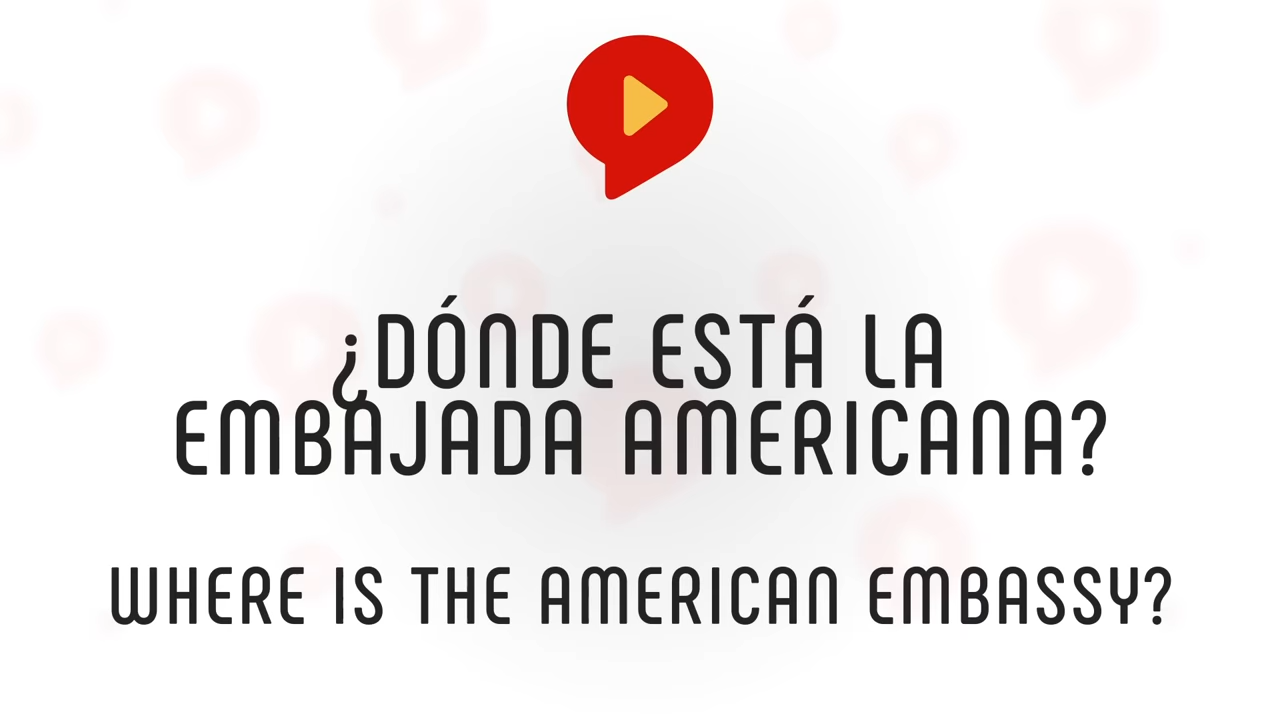 ¿DÓNDE ESTÁ LA
EMBAJADA AMERICANA?
WHERE IS THE AMERICAN EMBASSY?